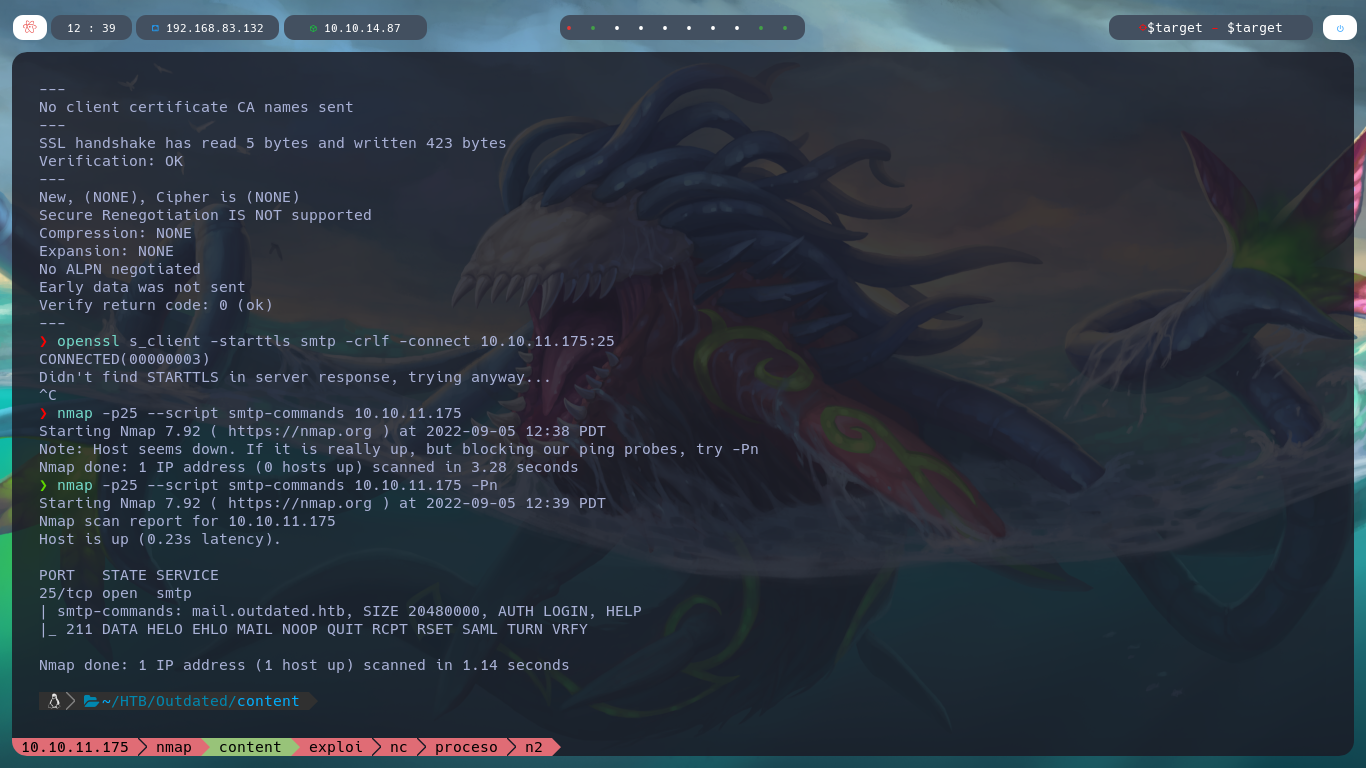 12 : 39
192.168.83.132
10.10.14.87
$target - $target
---
No client certificate CA names sent
---
SSL handshake has read 5 bytes and written 423 bytes
Verification: OK
---
New, (NONE), Cipher is (NONE)
Secure Renegotiation IS NOT supported
Compression: NONE
Expansion: NONE
No ALPN negotiated
Early data was not sent
Verify return code: 0 (ok)
---
❯ openssl s_client -starttls smtp -crlf -connect 10.10.11.175:25
CONNECTED(00000003)
Didn't find STARTTLS in server response, trying anyway...
^C
❯ nmap -p25 --script smtp-commands 10.10.11.175
Starting Nmap 7.92 ( https://nmap.org ) at 2022-09-05 12:38 PDT
Note: Host seems down. If it is really up, but blocking our ping probes, try -Pn
Nmap done: 1 IP address (0 hosts up) scanned in 3.28 seconds
❯ nmap -p25 --script smtp-commands 10.10.11.175 -Pn
Starting Nmap 7.92 ( https://nmap.org ) at 2022-09-05 12:39 PDT
Nmap scan report for 10.10.11.175
Host is up (0.23s latency).
PORT   STATE SERVICE
25/tcp open  smtp
| smtp-commands: mail.outdated.htb, SIZE 20480000, AUTH LOGIN, HELP
|_ 211 DATA HELO EHLO MAIL NOOP QUIT RCPT RSET SAML TURN VRFY
Nmap done: 1 IP address (1 host up) scanned in 1.14 seconds
~/HTB/Outdated/content
10.10.11.175 nmap content exploi nc proceso n2